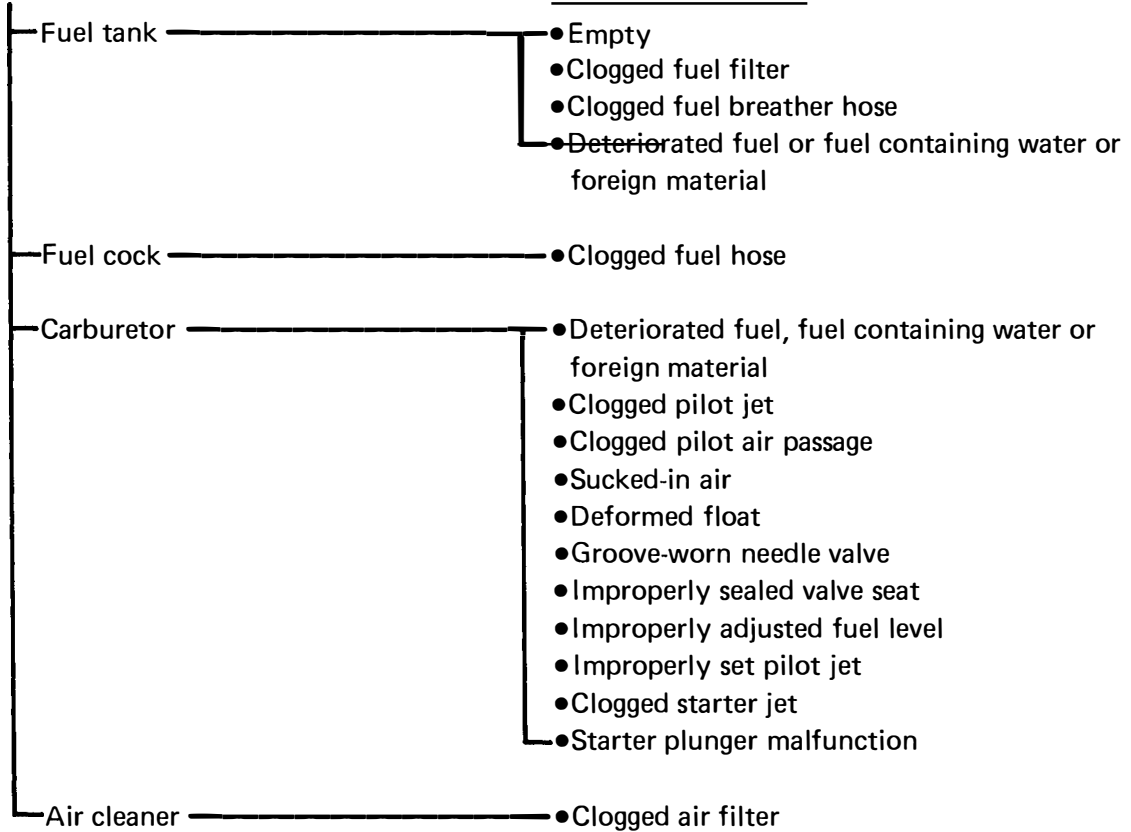 Fuel tank ●Empty
●Clogged fuel filter
●Clogged fuel breather hose
●Deteriorated fuel or fuel containing water or
foreign material
Fuel cock ●Clogged fuel hose
Carburetor ●Deteriorated fuel, fuel containing water or
foreign material
●Clogged pilot jet
●Clogged pilot air passage
●Sucked-in air
●Deformed float
●Groove-worn needle valve
●Improperly sealed valve seat
●Improperly adjusted fuel level
●Improperly set pilot jet
●Clogged starter jet
●Starter plunger malfunction
Air cleaner ●Clogged air filter